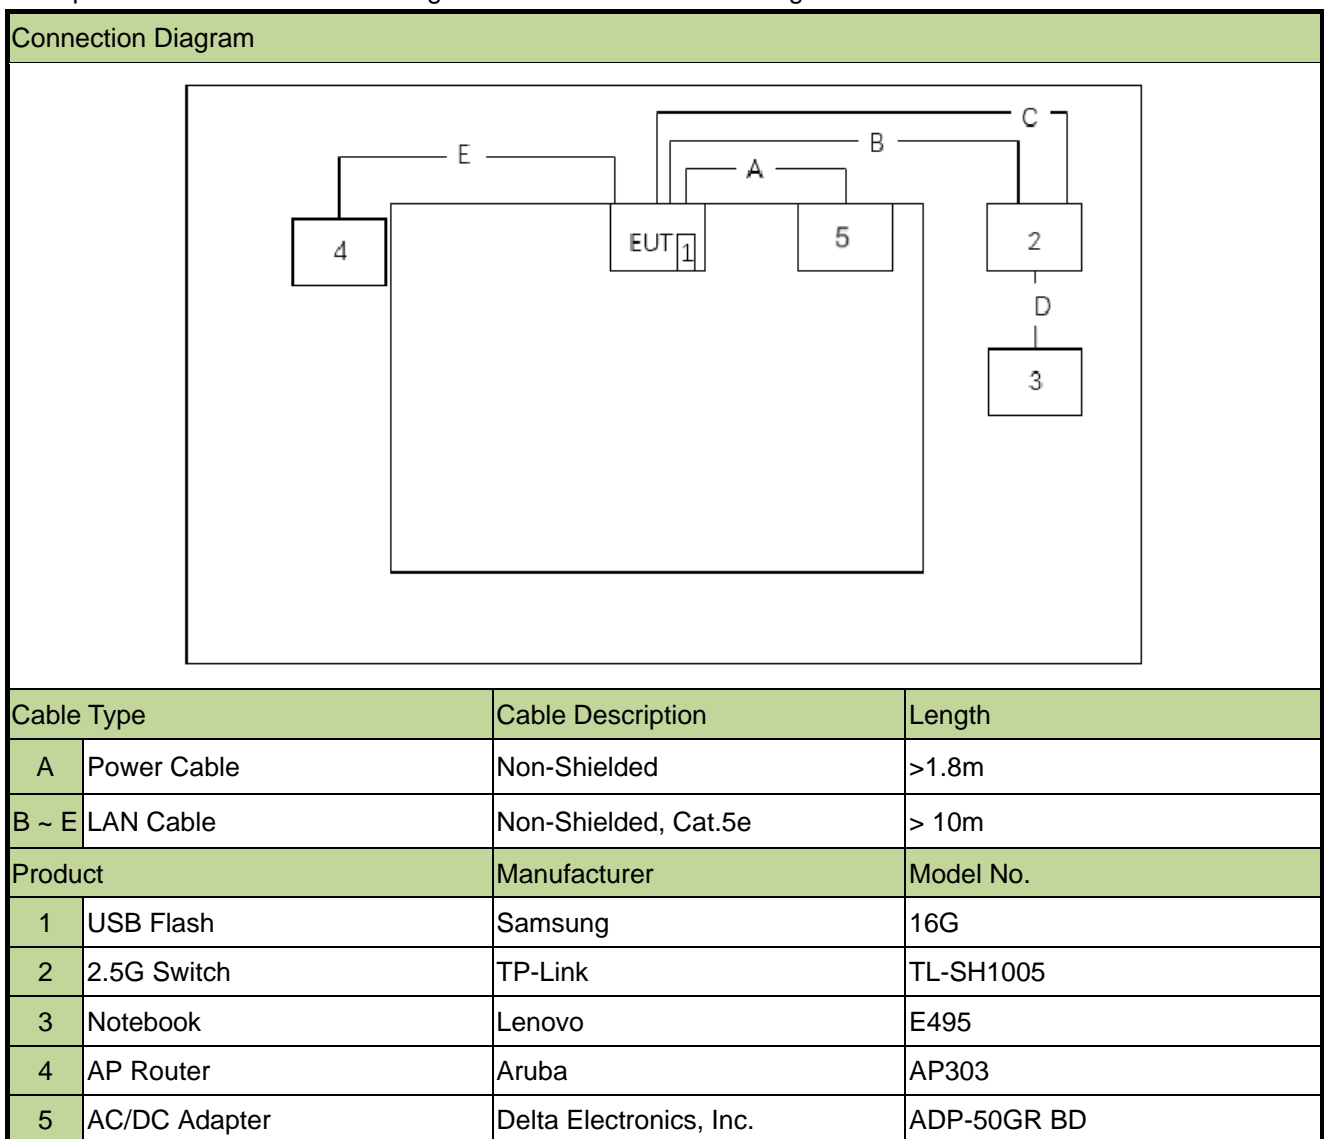 Connection Diagram
C
B
E
A
EUT 1
5
4
2
D
3
Cable Type Cable Description Length
A Power Cable Non-Shielded >1.8m
B ~ E LAN Cable Non-Shielded, Cat.5e > 10m
Product Manufacturer Model No.
1 USB Flash Samsung 16G
2 2.5G Switch TP-Link TL-SH1005
3 Notebook Lenovo E495
4 AP Router Aruba AP303
5 AC/DC Adapter Delta Electronics, Inc. ADP-50GR BD